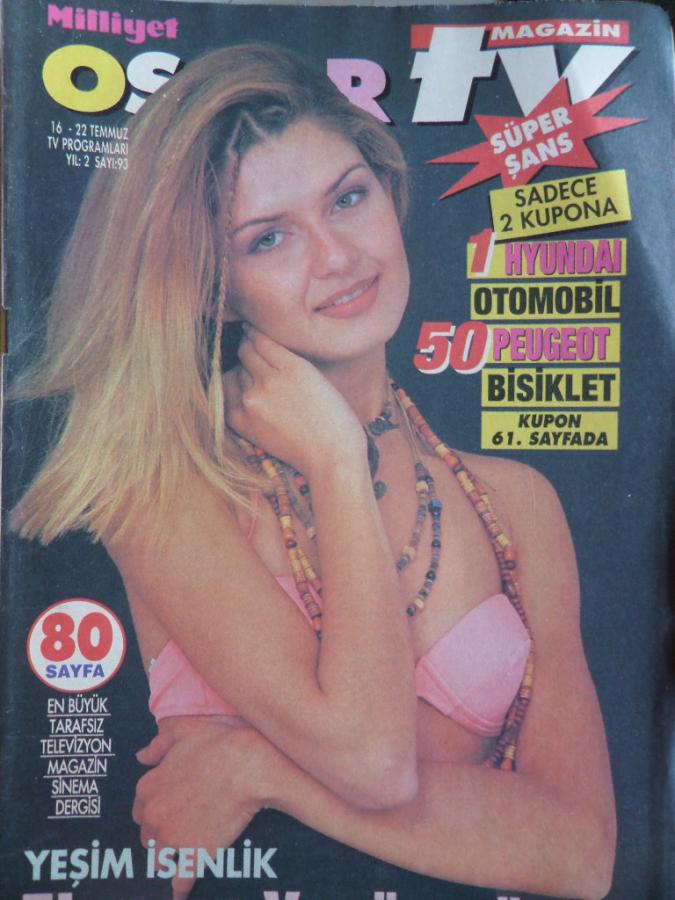 Milliyet
MAGAZİN
OS R tv
16 - 22 TEMMUZ
TV PROGRAMLARI
YIL: 2 SAYI:93
SÜPER
ŞANS
SADECE
2 KUPONA
1 HYUNDAI
OTOMOBİL
50 PEUGEOT
BİSİKLET
KUPON
61. SAYFADA
80
SAYFA
EN BÜYÜK
TARAFSIZ
TELEVİZYON
MAGAZİN
SİNEMA
DERGİSİ
YEŞİM İSENLİK